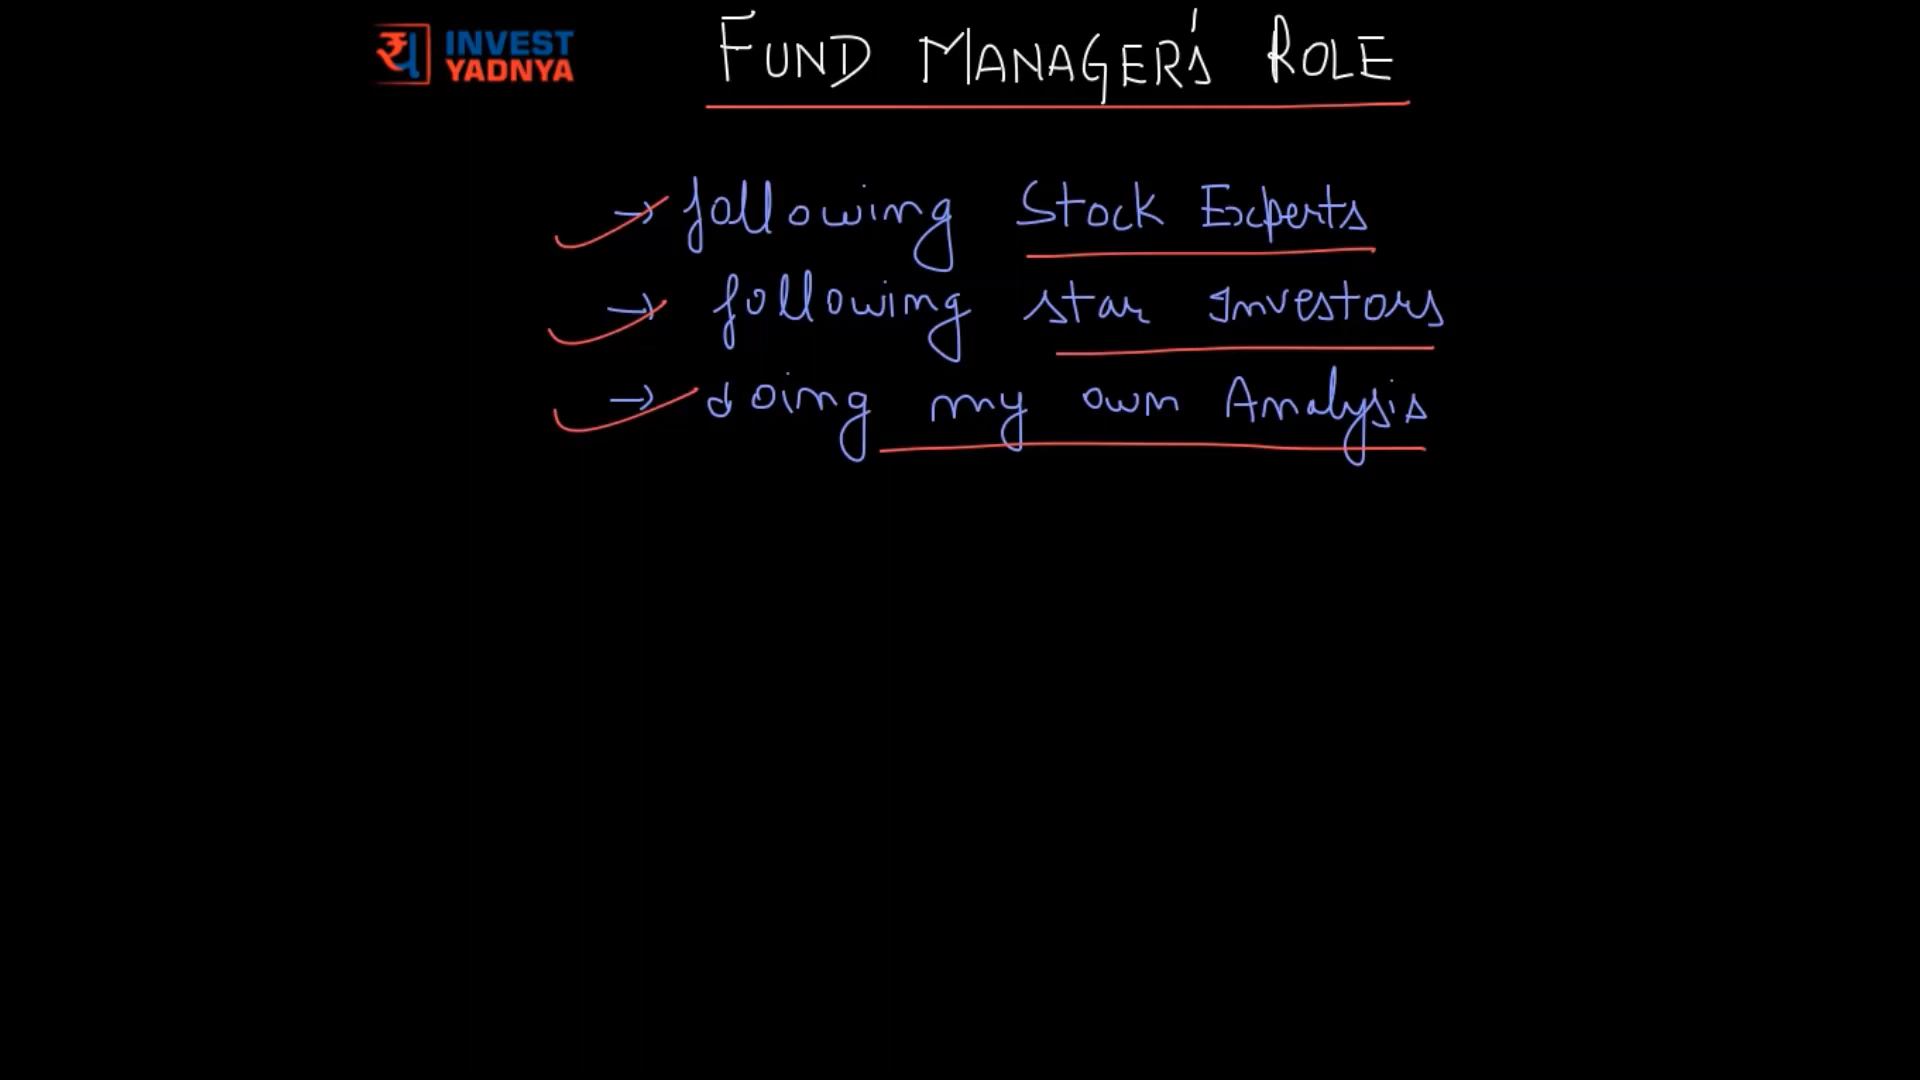 INVEST
YADNYA
FUND MANAGER'S ROLE
→ following Stock Experts
→ following star Investors
→ doing my own Analysis